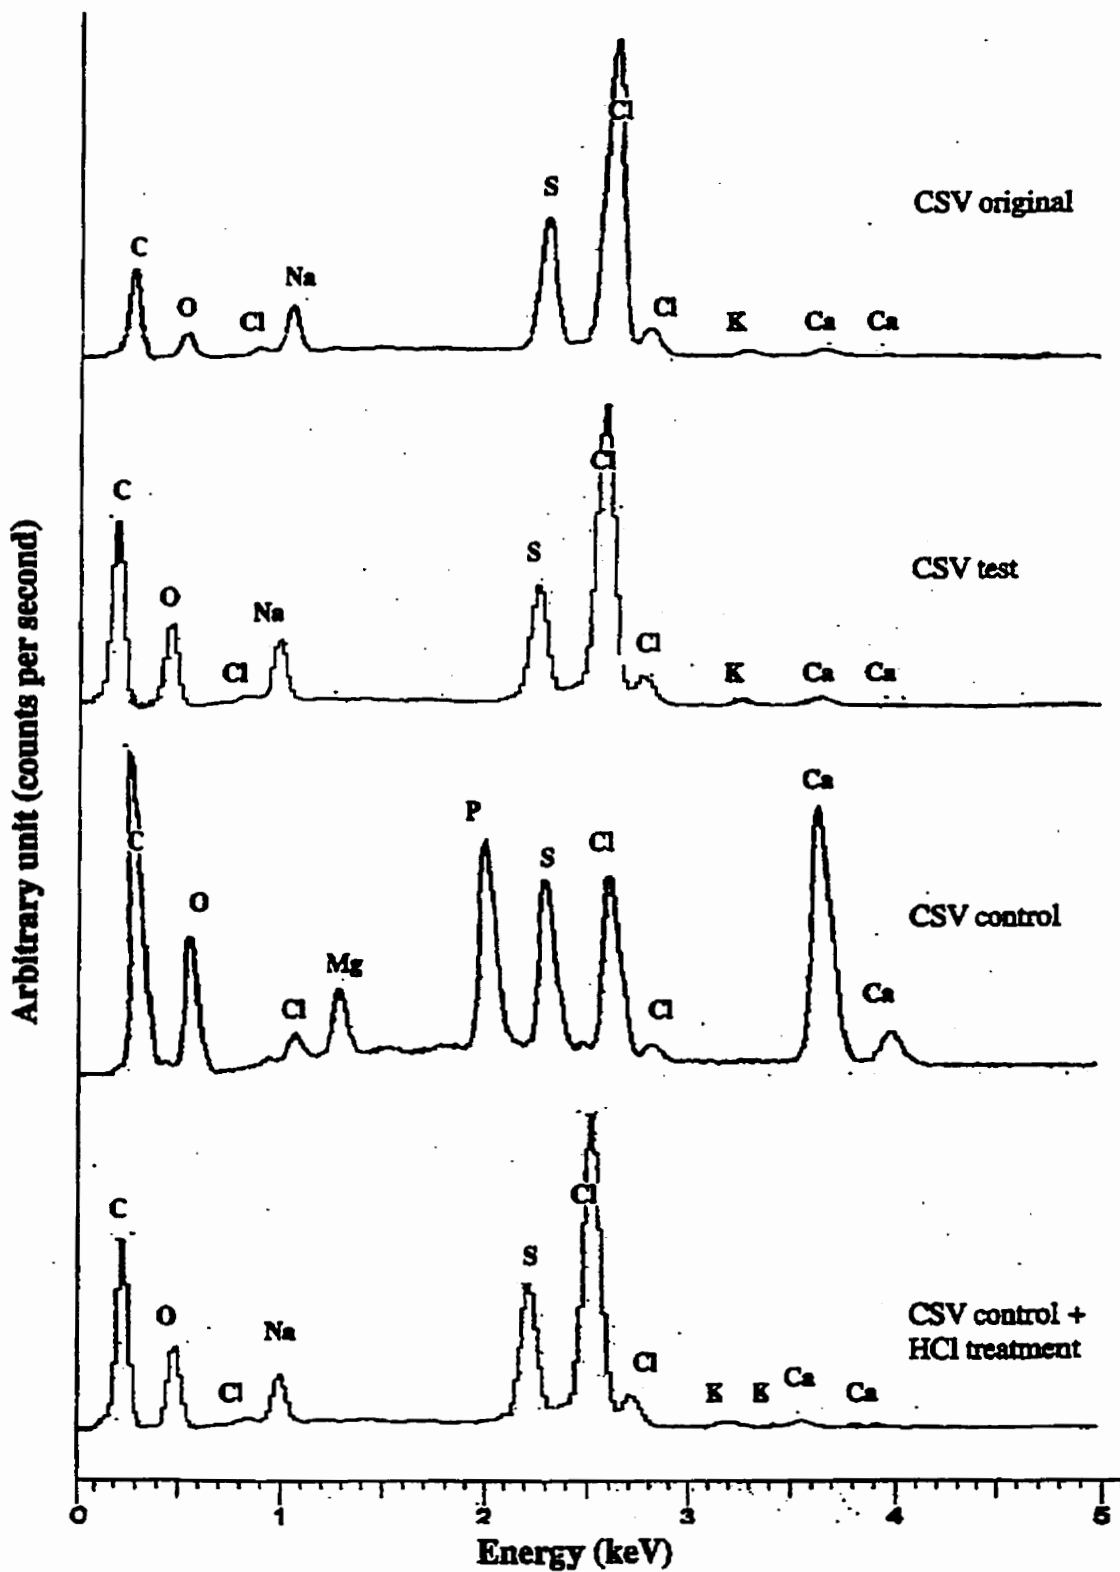 Cl
CSV original
S
C
Na
O
Cl
Cl
K
Ca
Ca
Cl
C
S
CSV test
O
Na
Cl
Cl
K
Ca
Ca
Ca
P
C
Cl
S
O
CSV control
Mg
Cl
Cl
Ca
C
Cl
S
O
Na
CSV control +
HCl treatment
Cl
Cl
K
K
Ca
Ca
0
1
2
3
4
5
Energy (keV)
Arbitrary unit (counts per second)